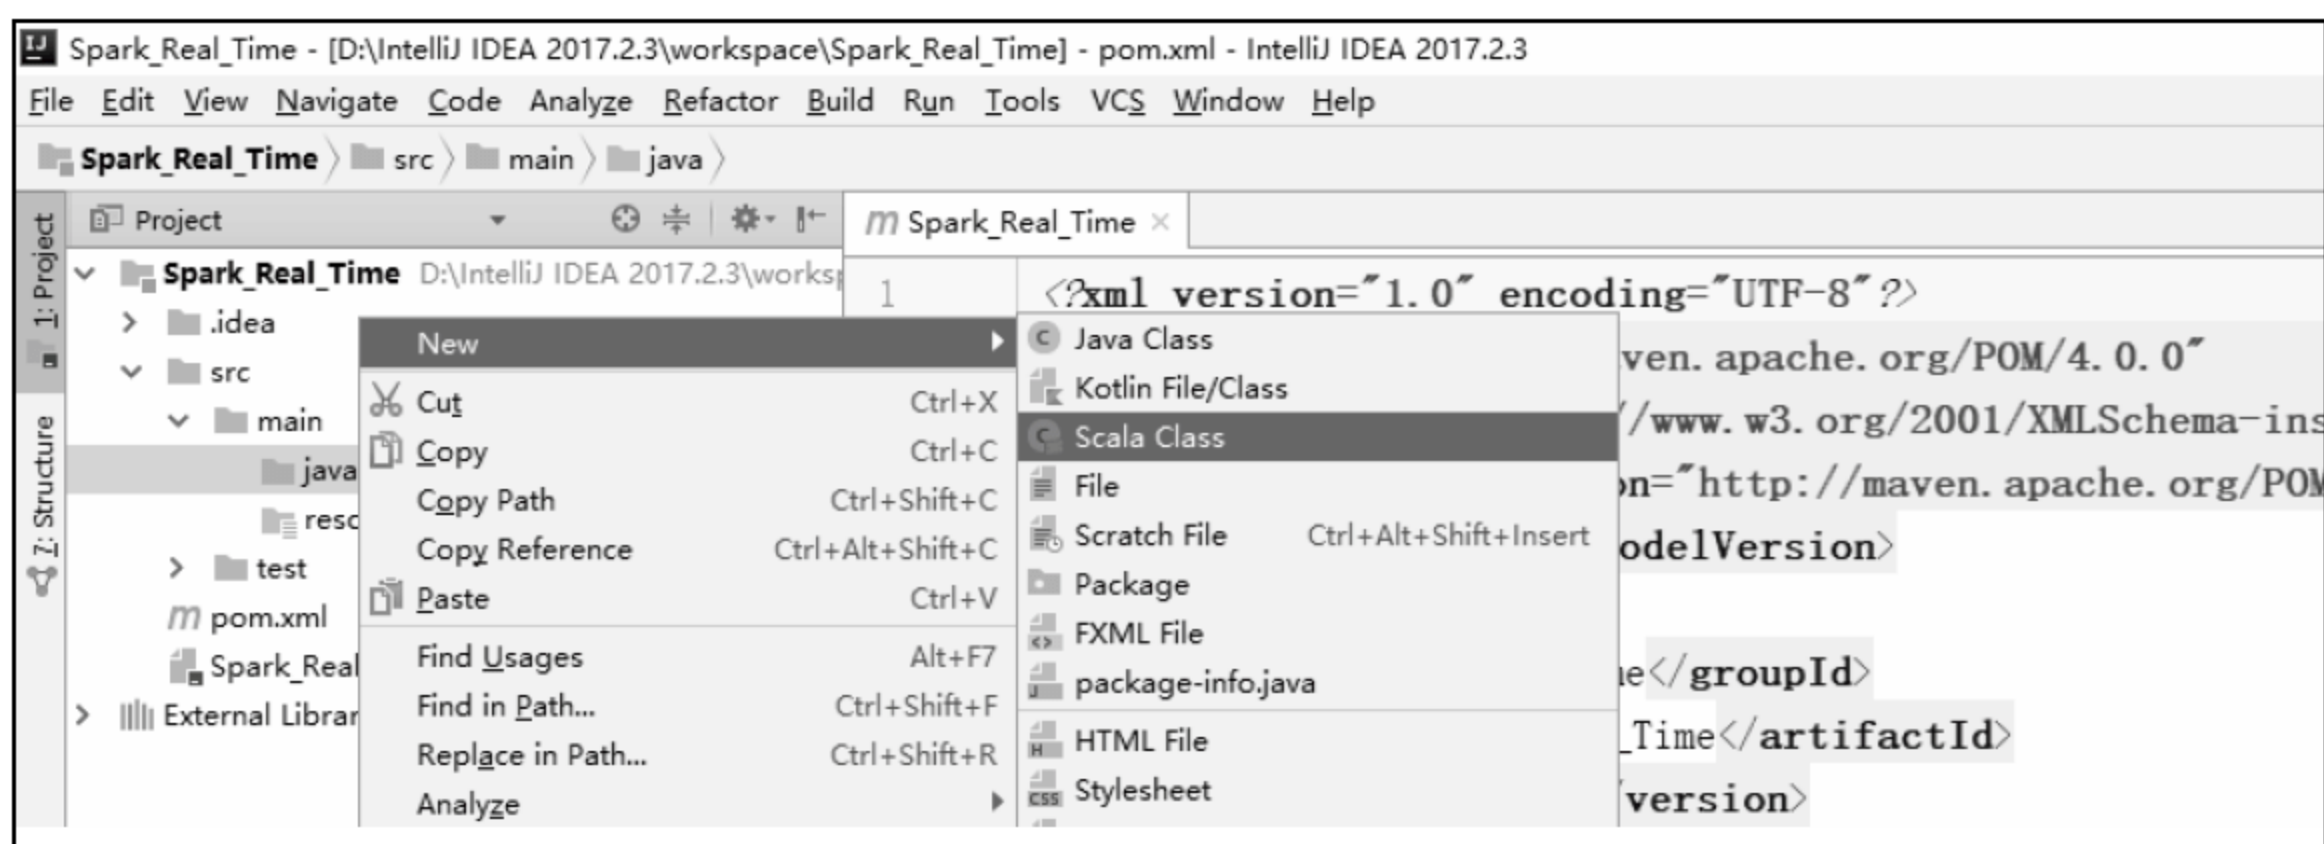 Spark_Real_Time - [D:\IntelliJ IDEA 2017.2.3\workspace\Spark_Real_Time] - pom.xml - IntelliJ IDEA 2017.2.3
File Edit View Navigate Code Analyze Refactor Build Run Tools VCS Window Help
Spark_Real_Time src main java
1: Project
7: Structure
Project
Spark_Real_Time D:\IntelliJ IDEA 2017.2.3\works
.idea
src
main
java
resc
test
pom.xml
Spark_Real
External Librar
New
Cut Ctrl+X
Copy Ctrl+C
Copy Path Ctrl+Shift+C
Copy Reference Ctrl+Alt+Shift+C
Paste Ctrl+V
Find Usages Alt+F7
Find in Path... Ctrl+Shift+F
Replace in Path... Ctrl+Shift+R
Analyze
Java Class
Kotlin File/Class
Scala Class
File
Scratch File Ctrl+Alt+Shift+Insert
Package
FXML File
package-info.java
HTML File
Stylesheet
m Spark_Real_Time
1 <?xml version="1.0" encoding="UTF-8"?>
ven.apache.org/POM/4.0.0"
//www.w3.org/2001/XMLSchema-ins
on="http://maven.apache.org/POM
odelVersion>
e</groupId>
_Time</artifactId>
version>